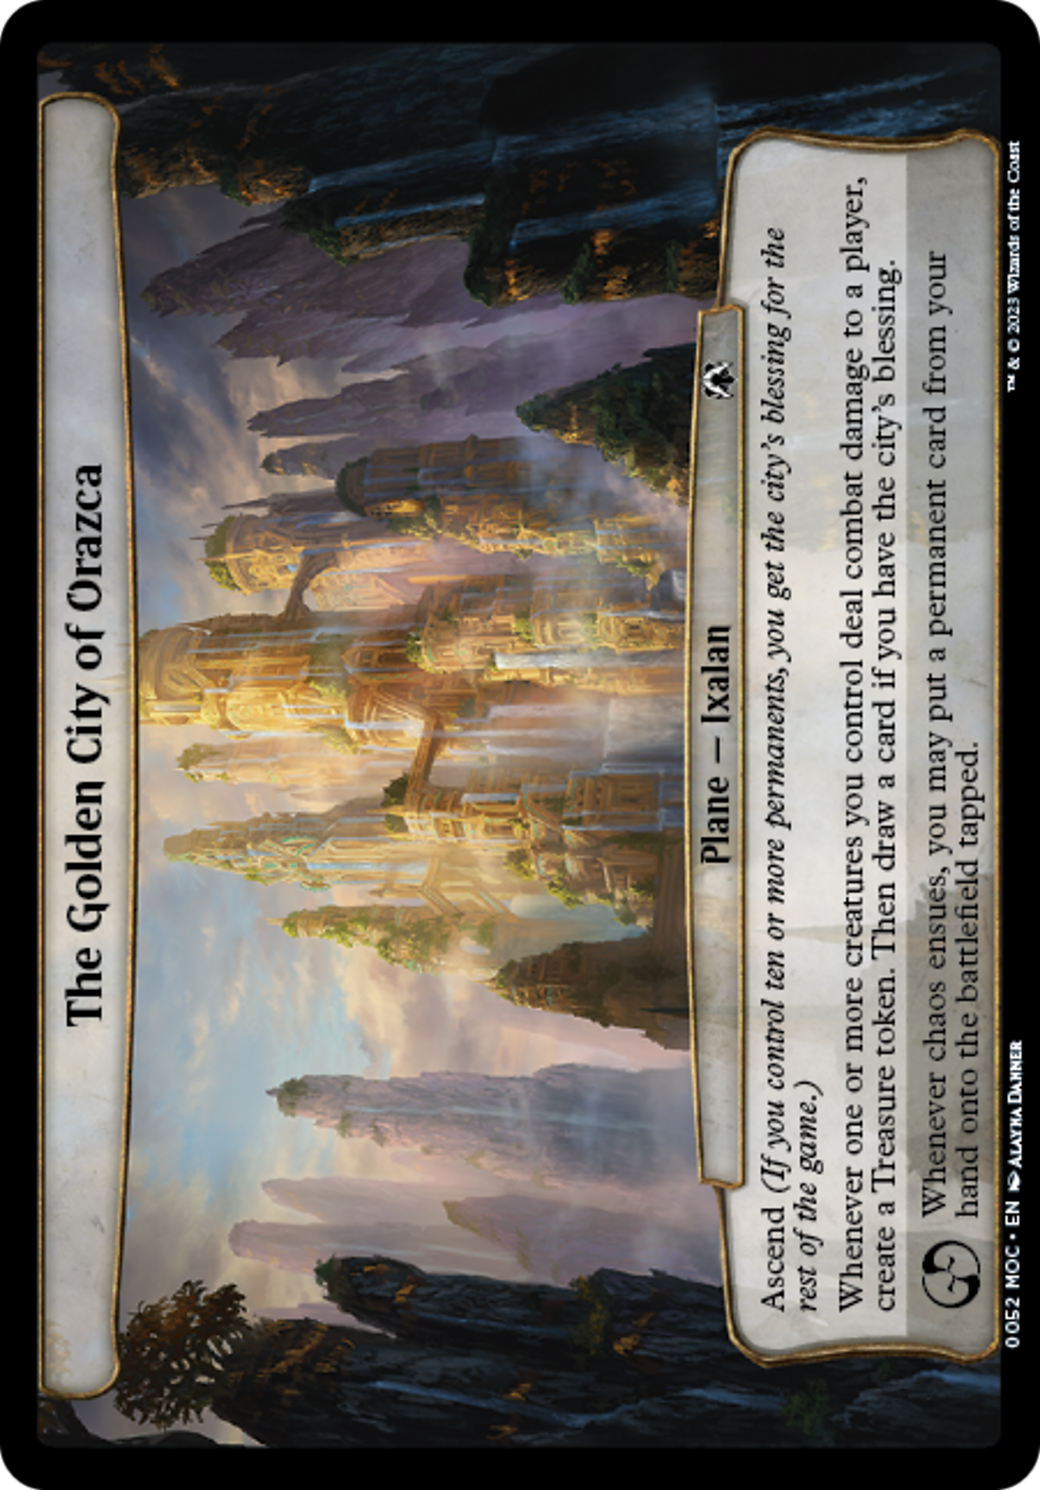 The Golden City of Orazca
Plane — Ixalan
Ascend (If you control ten or more permanents, you get the city's blessing for the
rest of the game.)
Whenever one or more creatures you control deal combat damage to a player,
create a Treasure token. Then draw a card if you have the city's blessing.
Whenever chaos ensues, you may put a permanent card from your
hand onto the battlefield tapped.
0052 MOC • EN ALAYNA DANNER
™ & © 2023 Wizards of the Coast